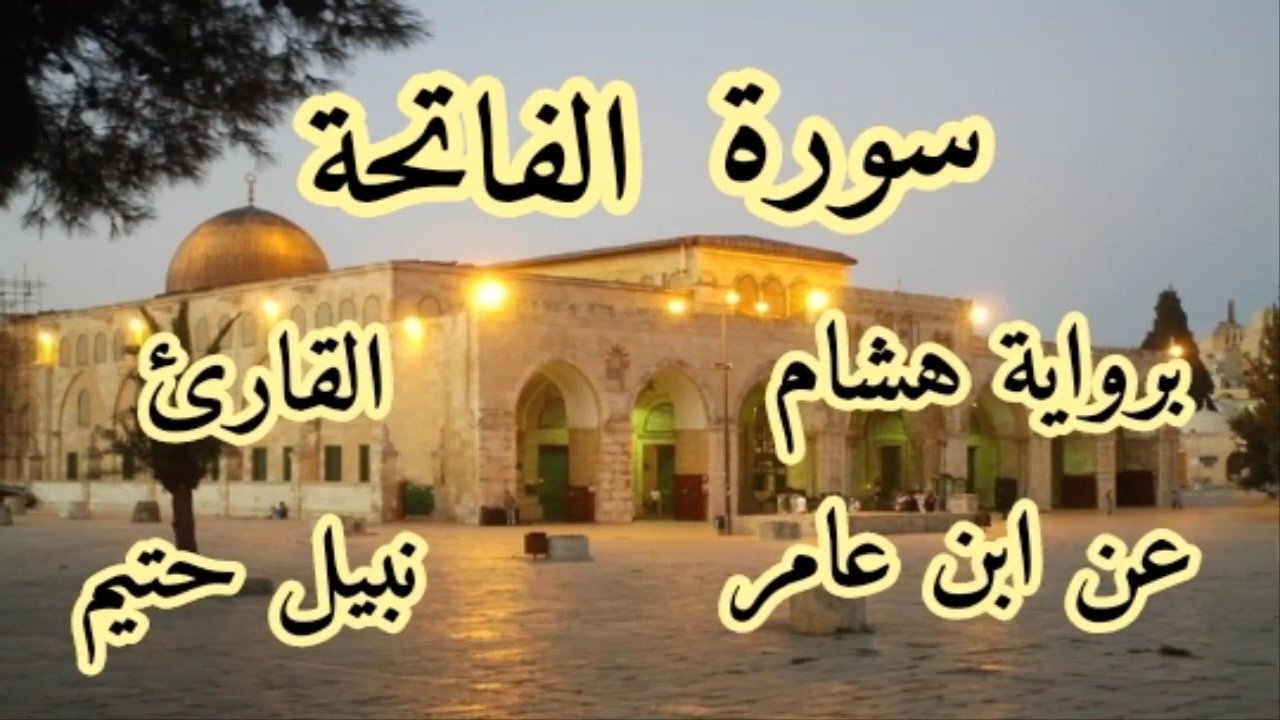 سورة الفاتحة
برواية هشام
عن ابن عامر
القارئ
نبيل حتيم